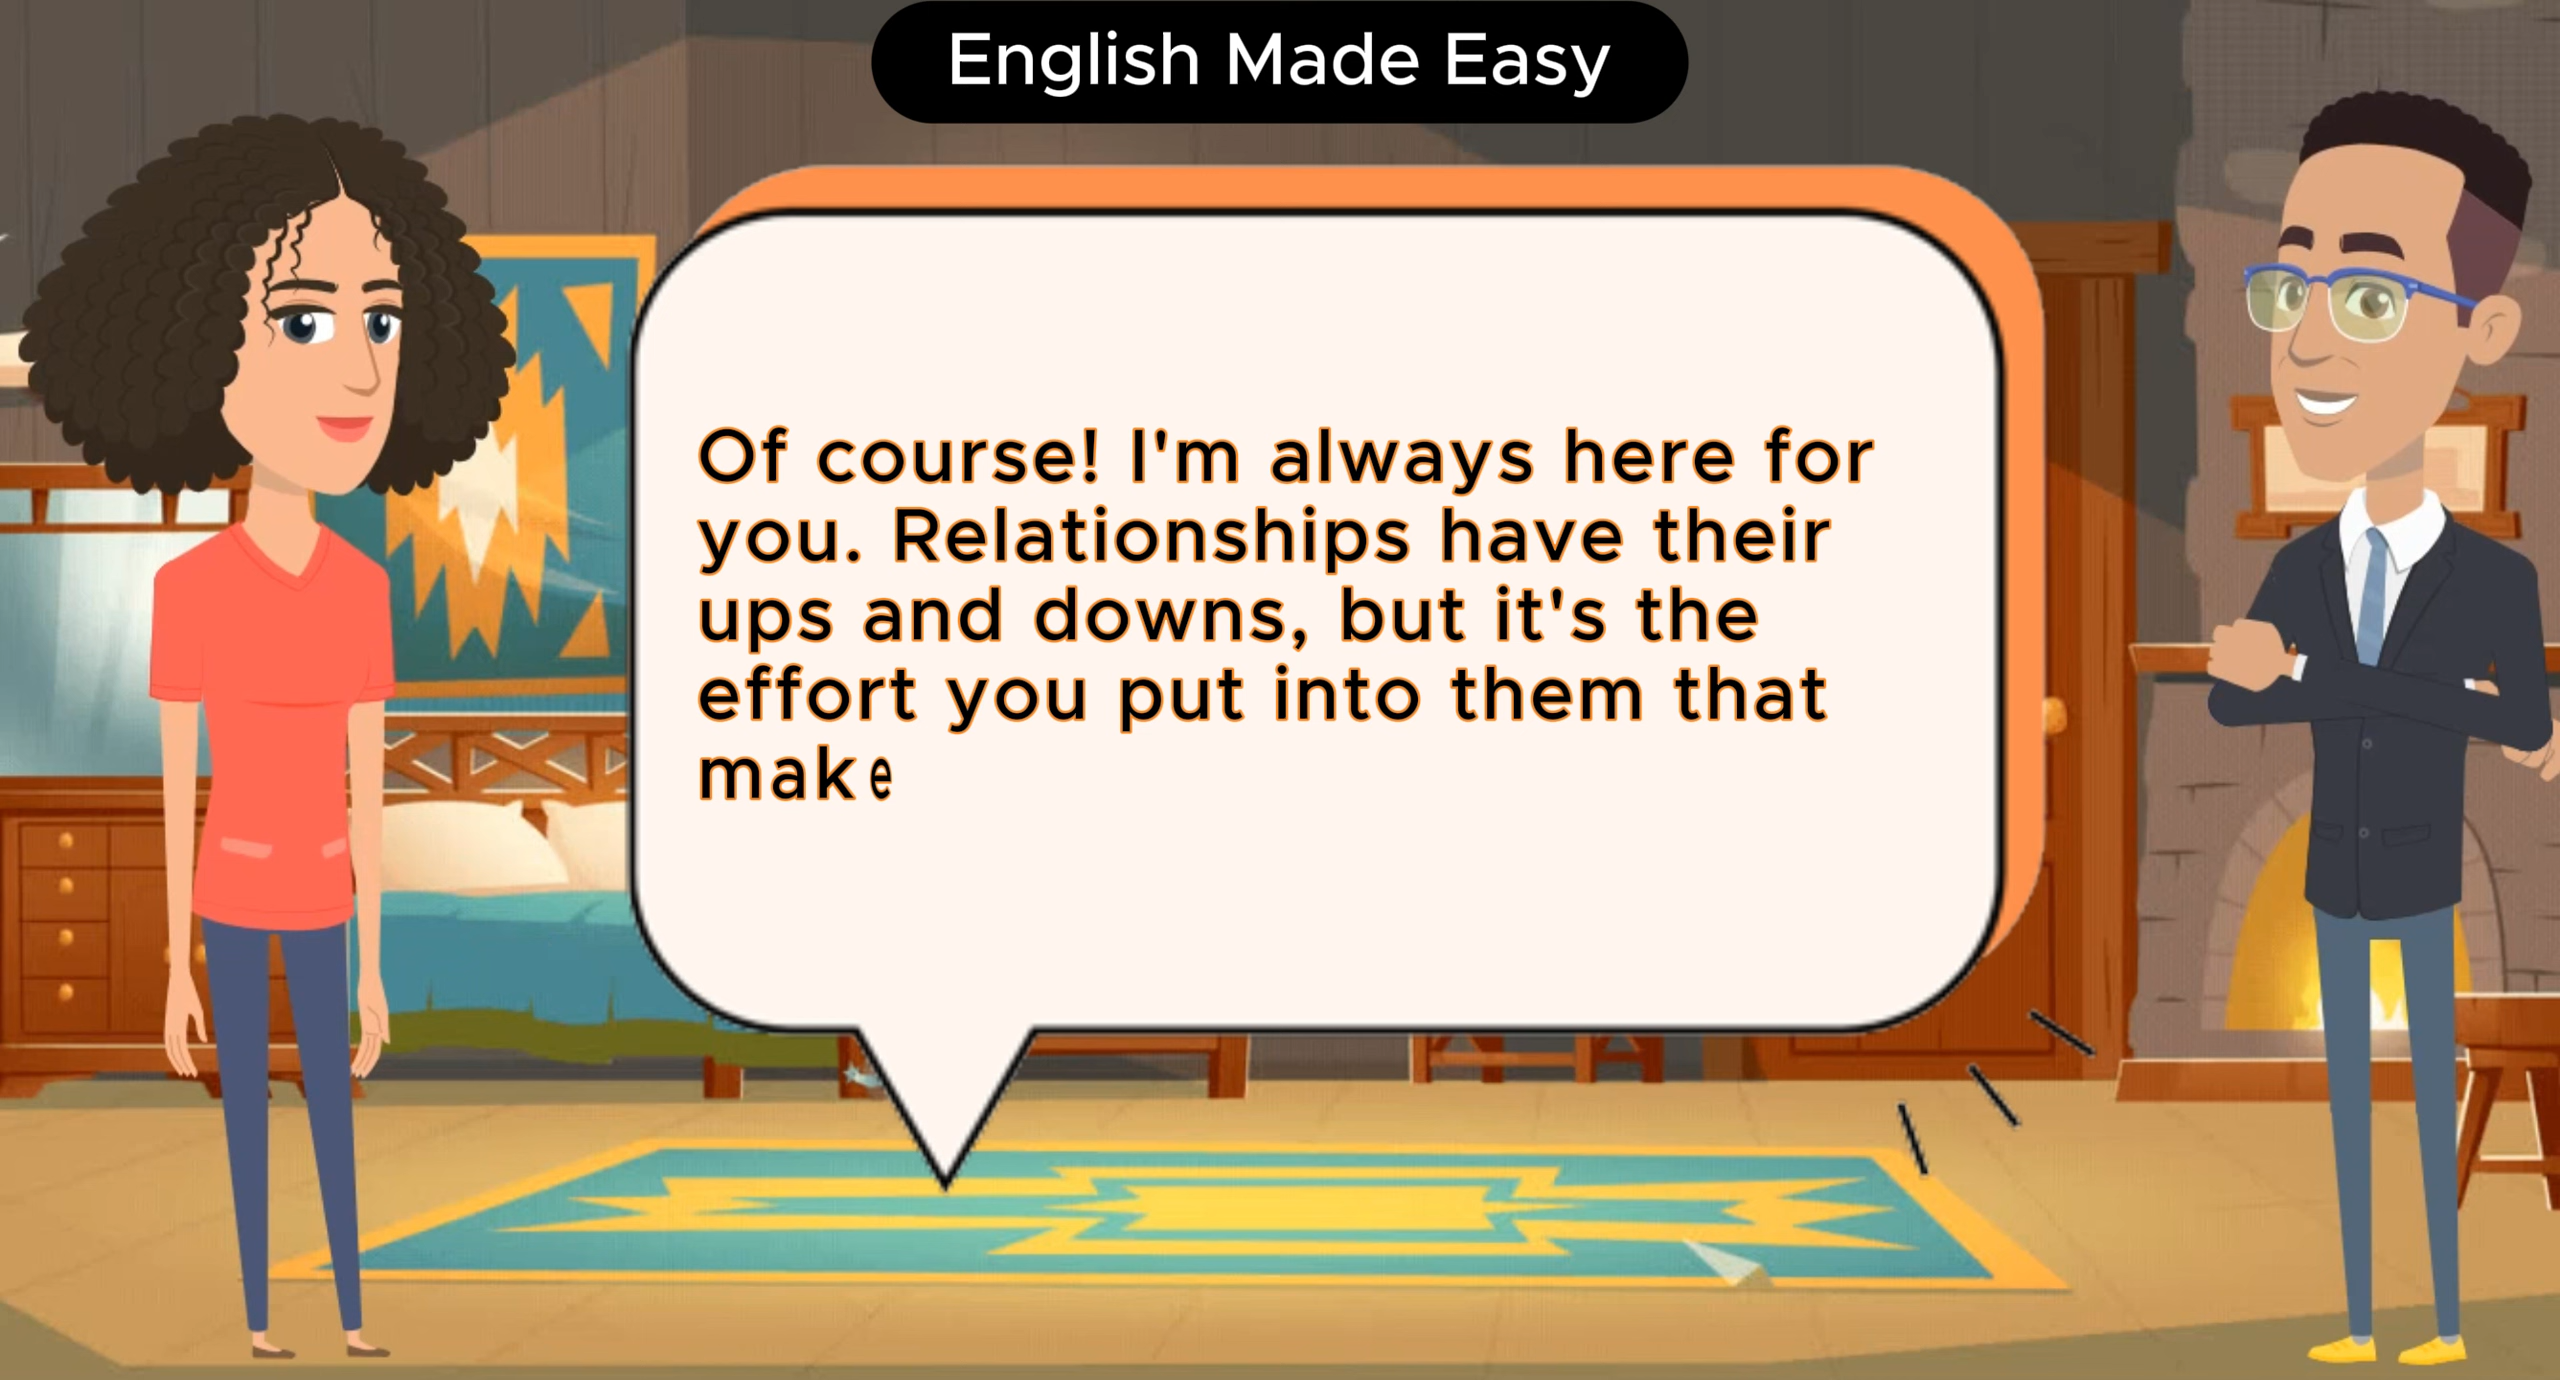 English Made Easy
Of course! I'm always here for
you. Relationships have their
ups and downs, but it's the
effort you put into them that
make